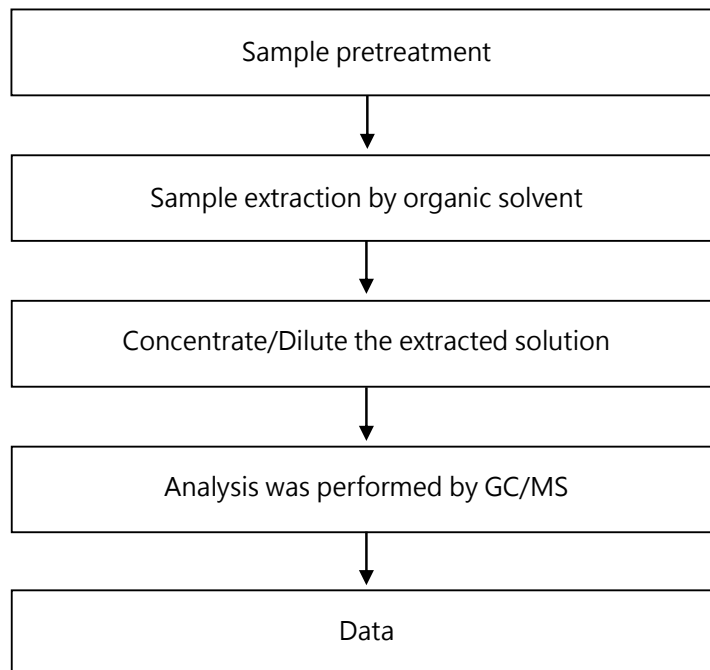 Sample pretreatment
Sample extraction by organic solvent
Concentrate/Dilute the extracted solution
Analysis was performed by GC/MS
Data